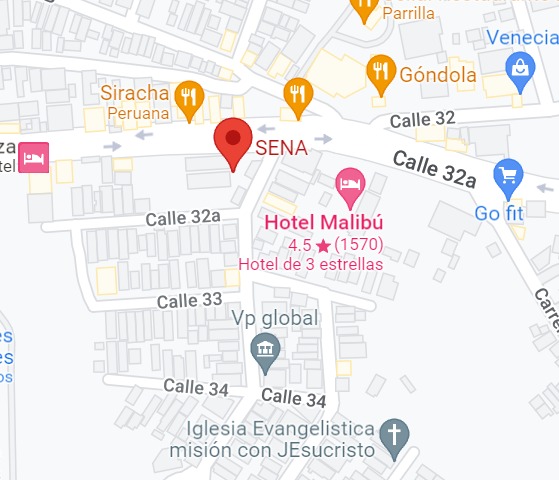 Parrilla
Venecia
Góndola
Siracha
Peruana
Calle 32
SENA
za
tel
Calle 32a
Hotel Malibú
4.5★(1570)
Hotel de 3 estrellas
Go fit
Calle 32a
Calle 33
Carre
Vp global
es
es
os
Calle 34
Calle 34
Iglesia Evangelistica
misión con JEsucristo